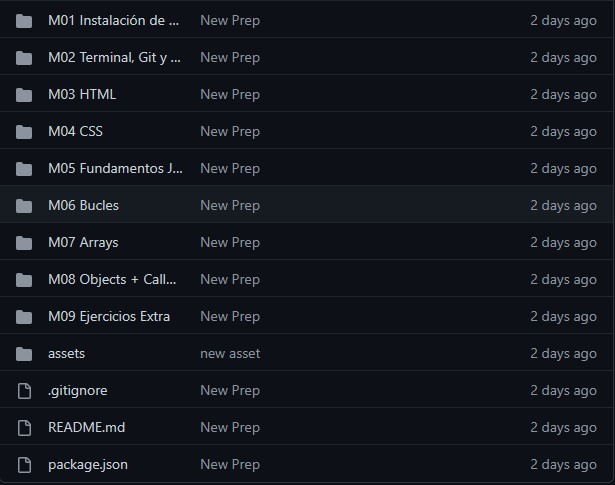 M01 Instalación de ... New Prep 2 days ago
M02 Terminal, Git y ... New Prep 2 days ago
M03 HTML New Prep 2 days ago
M04 CSS New Prep 2 days ago
M05 Fundamentos J... New Prep 2 days ago
M06 Bucles New Prep 2 days ago
M07 Arrays New Prep 2 days ago
M08 Objects + Call... New Prep 2 days ago
M09 Ejercicios Extra New Prep 2 days ago
assets new asset 2 days ago
.gitignore New Prep 2 days ago
README.md New Prep 2 days ago
package.json New Prep 2 days ago